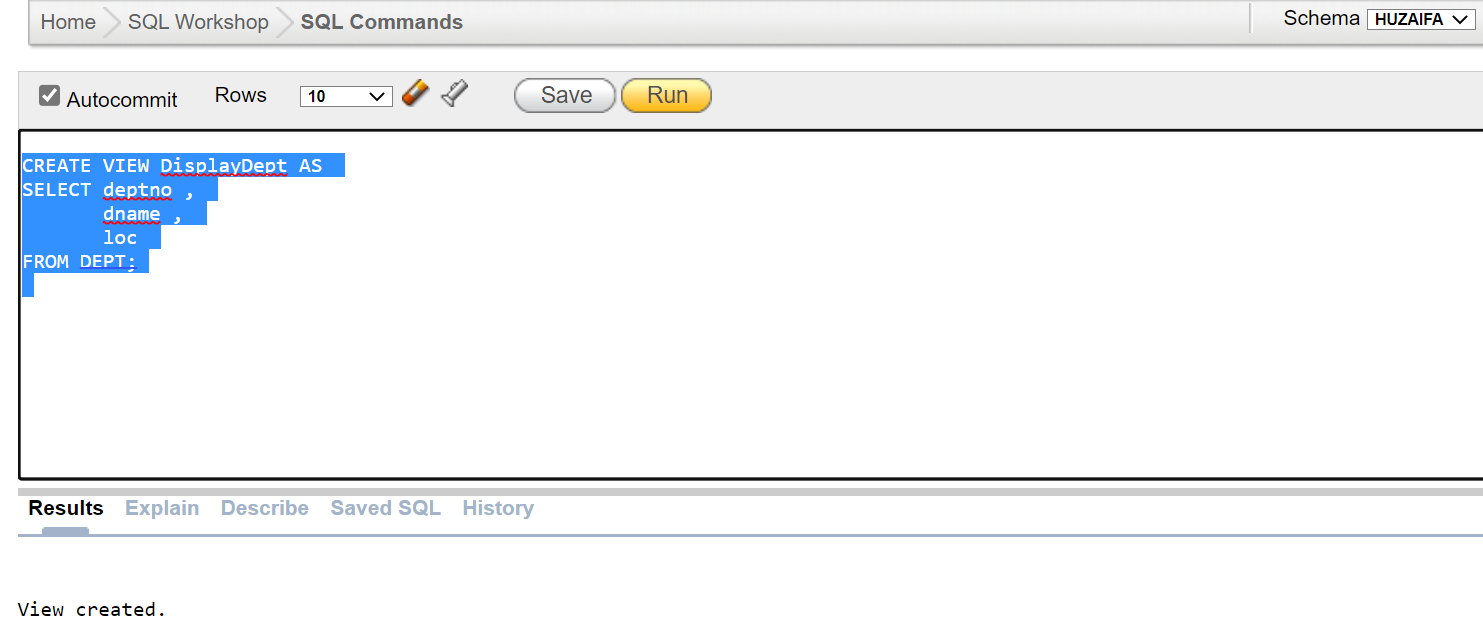 Home SQL Workshop SQL Commands Schema HUZAIFA
Autocommit Rows 10 Save Run
CREATE VIEW DisplayDept AS
SELECT deptno ,
dname ,
loc
FROM DEPT;
Results Explain Describe Saved SQL History
View created.